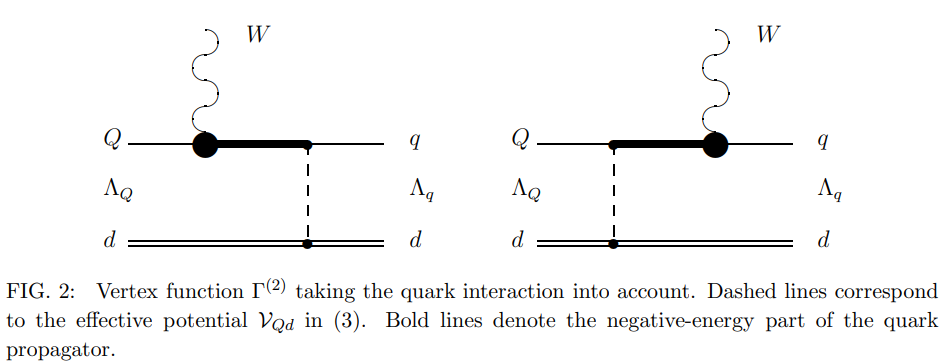 W W
Q q Q q
Λ_Q Λ_q Λ_Q Λ_q
d d d d
FIG. 2: Vertex function Γ^(2) taking the quark interaction into account. Dashed lines correspond
to the effective potential 𝒱_Qd in (3). Bold lines denote the negative-energy part of the quark
propagator.